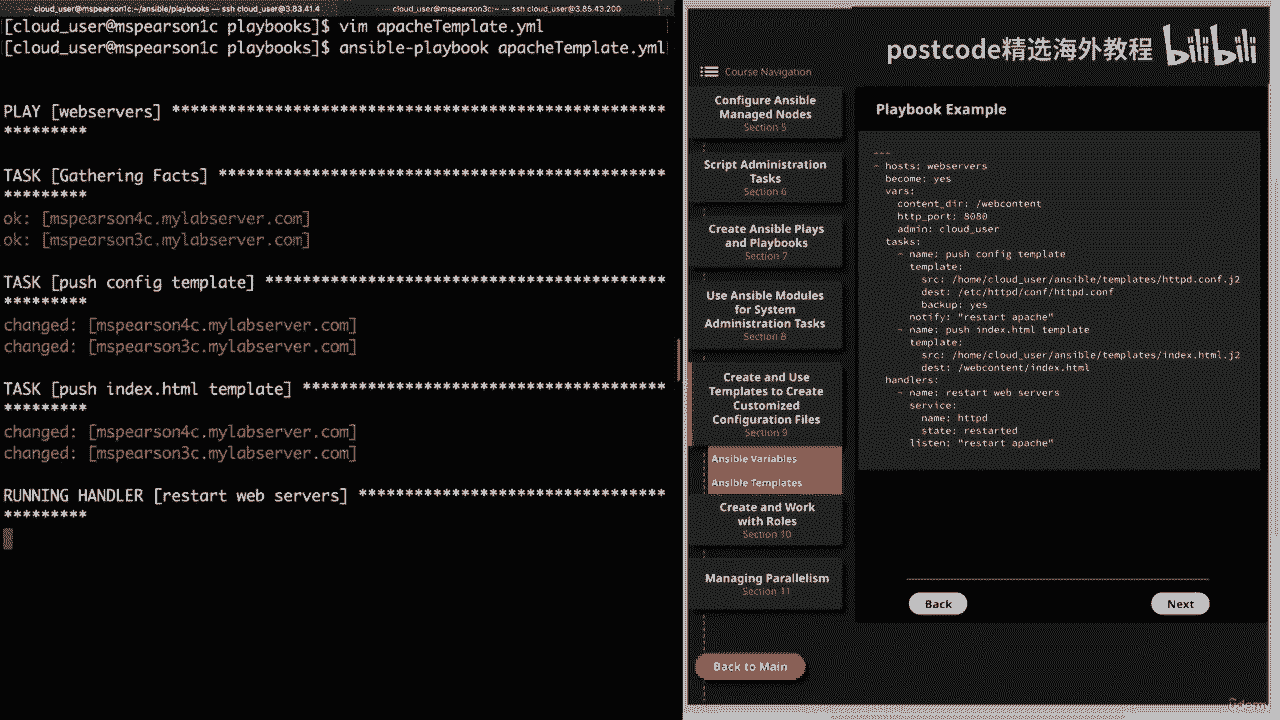 cloud_user@mspearson1c:~/ansible/playbooks — ssh cloud_user@3.83.41.4
cloud_user@mspearson3c:~ — ssh cloud_user@3.85.43.200
[cloud_user@mspearson1c playbooks]$ vim apacheTemplate.yml
[cloud_user@mspearson1c playbooks]$ ansible-playbook apacheTemplate.yml
PLAY [webservers] *****************************************************
*********
TASK [Gathering Facts] ************************************************
*********
ok: [mspearson4c.mylabserver.com]
ok: [mspearson3c.mylabserver.com]
TASK [push config template] *******************************************
*********
changed: [mspearson4c.mylabserver.com]
changed: [mspearson3c.mylabserver.com]
TASK [push index.html template] ***************************************
*********
changed: [mspearson4c.mylabserver.com]
changed: [mspearson3c.mylabserver.com]
RUNNING HANDLER [restart web servers] *********************************
*********
postcode精选海外教程 bilibili
Course Navigation
Configure Ansible
Managed Nodes
Section 5
Script Administration
Tasks
Section 6
Create Ansible Plays
and Playbooks
Section 7
Use Ansible Modules
for System
Administration Tasks
Section 8
Create and Use
Templates to Create
Customized
Configuration Files
Section 9
Ansible Variables
Ansible Templates
Create and Work
with Roles
Section 10
Managing Parallelism
Section 11
Back to Main
Playbook Example
---
- hosts: webservers
become: yes
vars:
content_dir: /webcontent
http_port: 8080
admin: cloud_user
tasks:
- name: push config template
template:
src: /home/cloud_user/ansible/templates/httpd.conf.j2
dest: /etc/httpd/conf/httpd.conf
backup: yes
notify: "restart apache"
- name: push index.html template
template:
src: /home/cloud_user/ansible/templates/index.html.j2
dest: /webcontent/index.html
handlers:
- name: restart web servers
service:
name: httpd
state: restarted
listen: "restart apache"
Back
Next
Udemy